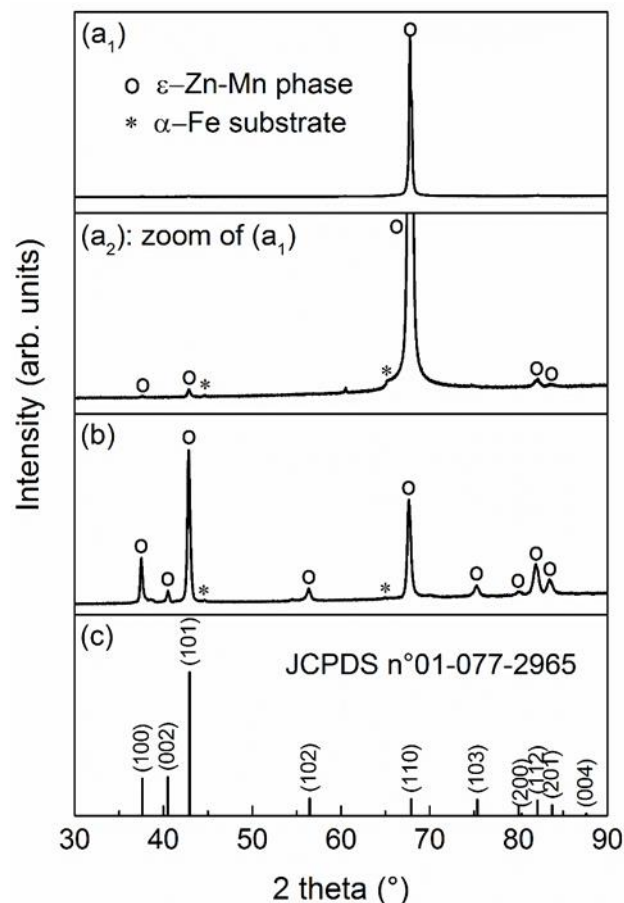 (a₁)
o ε–Zn-Mn phase
* α–Fe substrate
(a₂): zoom of (a₁)
o
o
o
*
*
o
o
(b)
o
o
o
*
o
*
o
o
o
o
o
(c)
JCPDS n°01-077-2965
(100)
(002)
(101)
(102)
(110)
(103)
(200)
(112)
(201)
(004)
30 40 50 60 70 80 90
2 theta (°)
Intensity (arb. units)